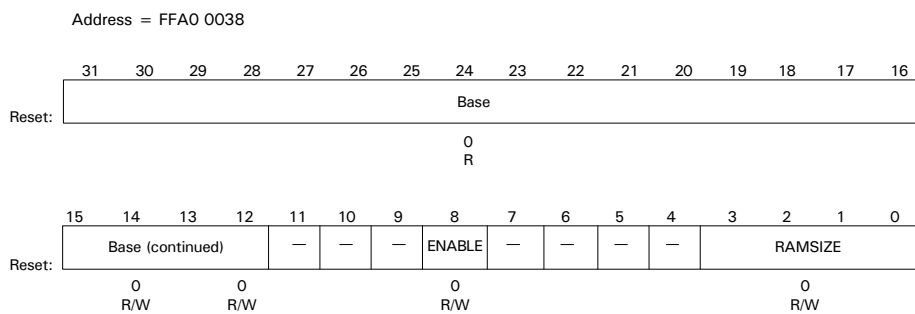 Address = FFA0 0038
31 30 29 28 27 26 25 24 23 22 21 20 19 18 17 16
Base
Reset:
0
R
15 14 13 12 11 10 9 8 7 6 5 4 3 2 1 0
Base (continued) — — — ENABLE — — — — RAMSIZE
Reset:
0 0 0 0
R/W R/W R/W R/W